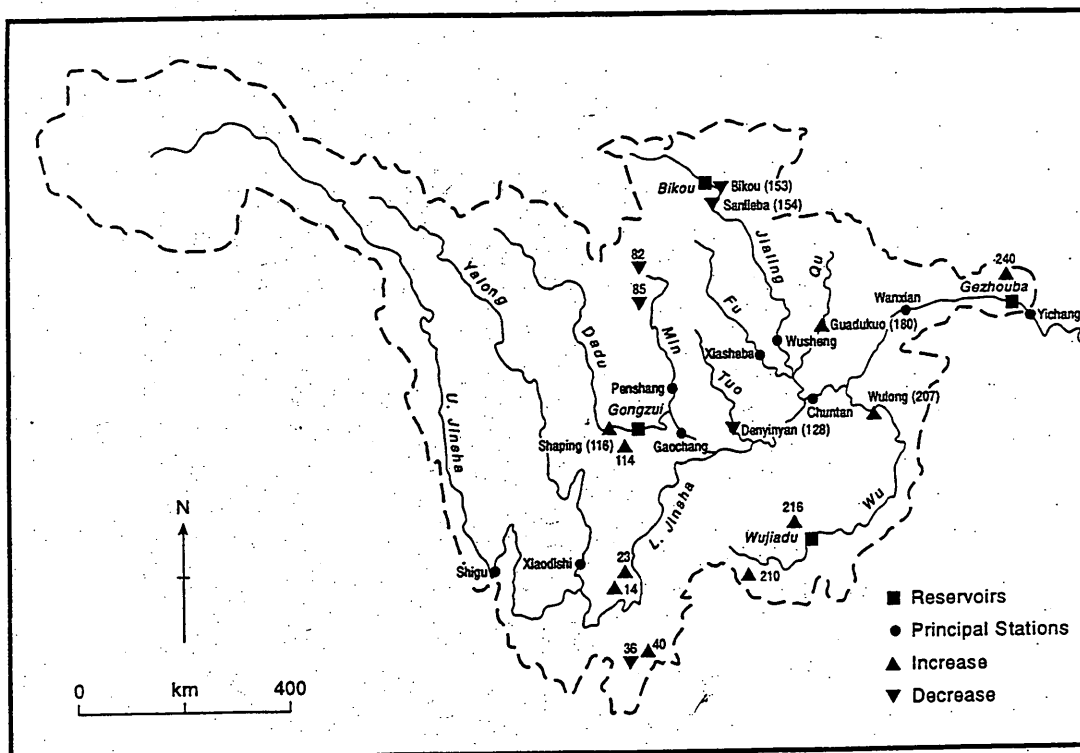 Bikou
Bikou (153)
Sanlieba (154)
Jialing
Qu
240
Gezhouba
Yichang
Wanxian
82
85
Yalong
Fu
Guadukuo (180)
Wusheng
Dadu
Min
Xiashaba
Tuo
Penshang
Gongzui
Wulong (207)
Chuntan
U. Jinsha
Shaping (116)
114
Gaochang
Denyinyan (128)
L. Jinsha
Wu
216
Wujiadu
N
Xiaodishi
Shigu
23
14
210
Reservoirs
Principal Stations
36
40
Increase
Decrease
0 km 400